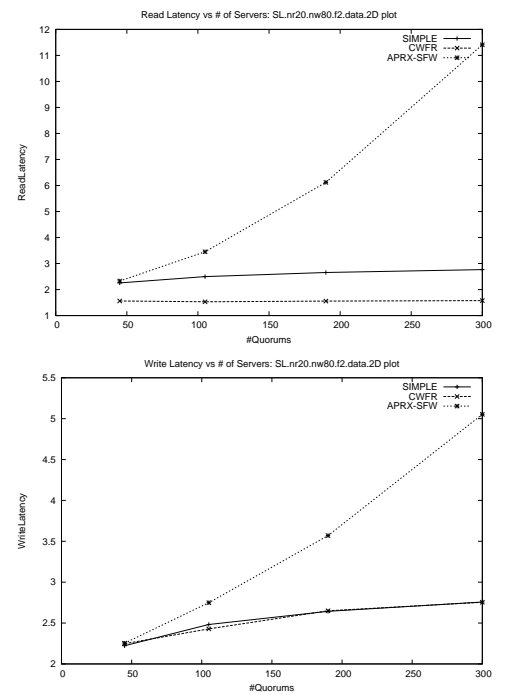 Read Latency vs # of Servers: SL.nr20.nw80.f2.data.2D plot
12
11
10
9
8
7
6
5
4
3
2
1
ReadLatency
SIMPLE
CWFR
APRX-SFW
0 50 100 150 200 250 300
#Quorums
Write Latency vs # of Servers: SL.nr20.nw80.f2.data.2D plot
5.5
5
4.5
4
3.5
3
2.5
2
WriteLatency
SIMPLE
CWFR
APRX-SFW
0 50 100 150 200 250 300
#Quorums